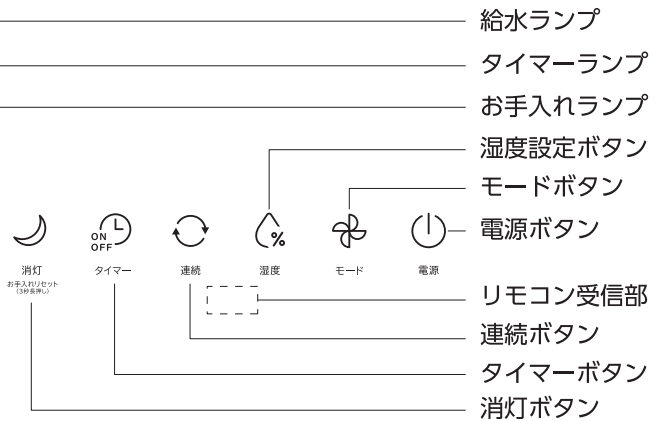 給水ランプ
タイマーランプ
お手入れランプ
湿度設定ボタン
モードボタン
電源ボタン
ON
OFF
%
消灯
お手入れリセット
(3秒長押し)
タイマー
連続
湿度
モード
電源
リモコン受信部
連続ボタン
タイマーボタン
消灯ボタン